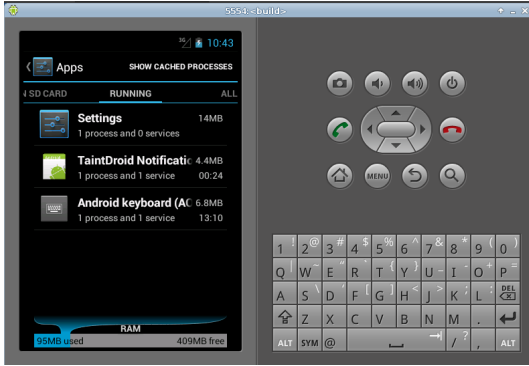 5554:<build>
3G 10:43
Apps SHOW CACHED PROCESSES
SD CARD RUNNING ALL
Settings 14MB
1 process and 0 services
TaintDroid Notificatic 4.4MB
1 process and 1 service 00:24
Android keyboard (AO 6.8MB
1 process and 1 service 13:10
RAM
95MB used 409MB free
MENU
1 ! 2 @ 3 # 4 $ 5 % 6 ^ 7 & 8 * 9 ( 0 )
Q | W ~ E " R ` T { Y } U _ I - O + P =
A S \ D ' F [ G ] H < J > K ; L : DEL
Z X C V B N M .
ALT SYM @ / ? , ALT